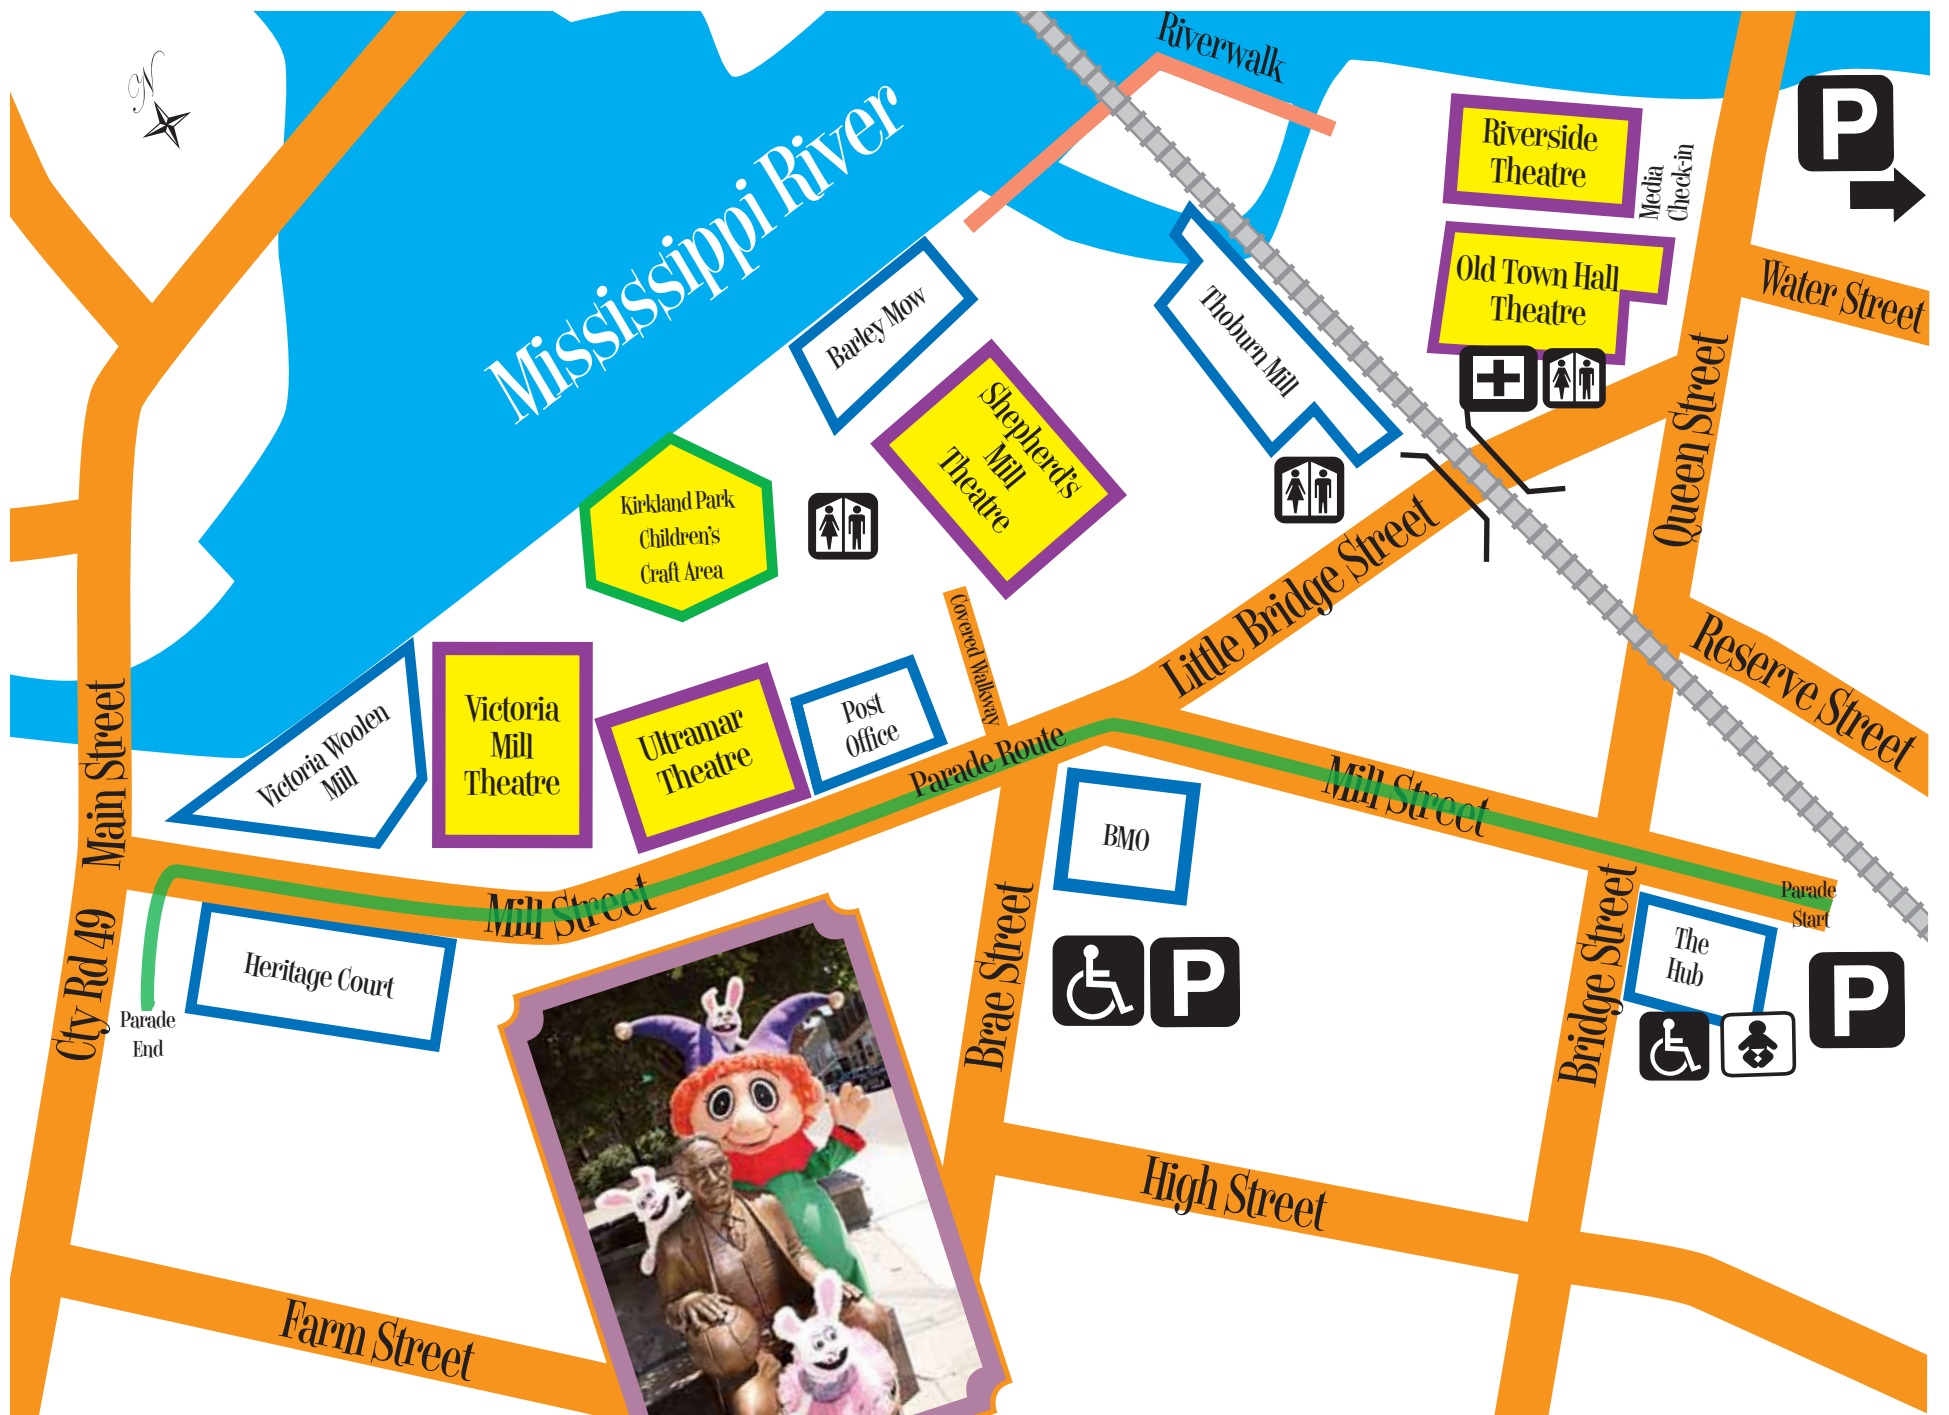 N
Riverwalk
Mississippi River
Riverside
Theatre
Media
Check-in
P
Old Town Hall
Theatre
Water Street
Barley Mow
Thoburn Mill
Shepherd's
Mill
Theatre
Queen Street
Kirkland Park
Children's
Craft Area
Little Bridge Street
Covered Walkway
Reserve Street
Main Street
Victoria Woolen
Mill
Victoria
Mill
Theatre
Ultramar
Theatre
Post
Office
Parade Route
Mill Street
BMO
Parade
Start
Mill Street
Cty Rd 49
Heritage Court
Parade
End
Brae Street
P
Bridge Street
The
Hub
P
High Street
Farm Street